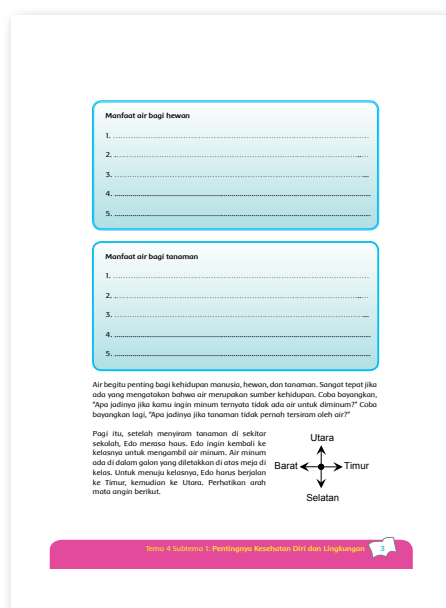 Manfaat air bagi hewan
1. ......................................................................
2. ......................................................................
3. ......................................................................
4. ......................................................................
5. ......................................................................
Manfaat air bagi tanaman
1. ......................................................................
2. ......................................................................
3. ......................................................................
4. ......................................................................
5. ......................................................................
Air begitu penting bagi kehidupan manusia, hewan, dan tanaman. Sangat tepat jika
ada yang mengatakan bahwa air merupakan sumber kehidupan. Coba bayangkan,
"Apa jadinya jika kamu ingin minum ternyata tidak ada air untuk diminum?" Coba
bayangkan lagi, "Apa jadinya jika tanaman tidak pernah tersiram oleh air?"
Pagi itu, setelah menyiram tanaman di sekitar
sekolah, Edo merasa haus. Edo ingin kembali ke
kelasnya untuk mengambil air minum. Air minum
ada di dalam galon yang diletakkan di atas meja di
kelas. Untuk menuju kelasnya, Edo harus berjalan
ke Timur, kemudian ke Utara. Perhatikan arah
mata angin berikut.
Utara
Barat
Timur
Selatan
Tema 4 Subtema 1: Pentingnya Kesehatan Diri dan Lingkungan
3